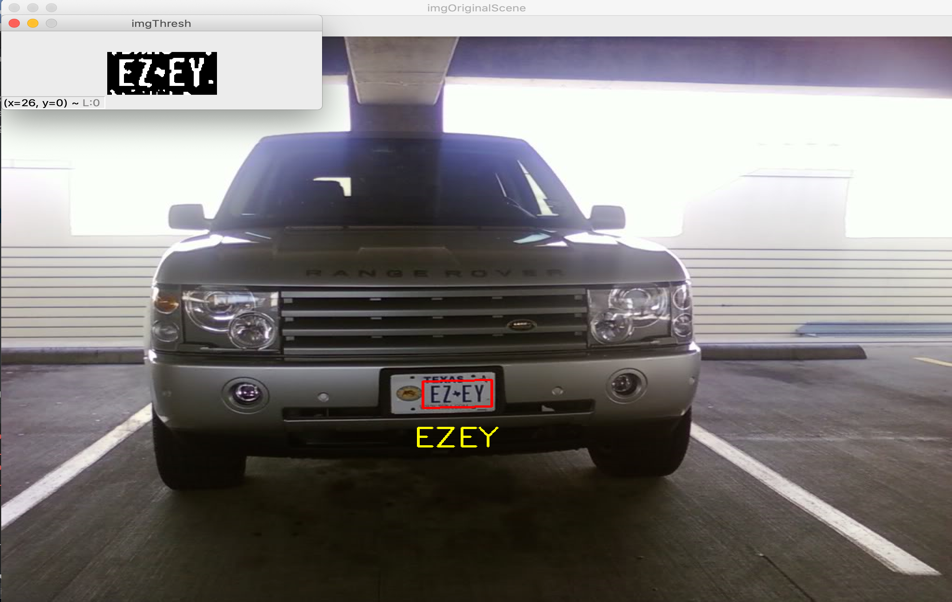 imgOriginalScene
imgThresh
EZ EY
(x=26, y=0) ~ L:0
RANGE ROVER
TEXAS
EZ EY
EZEY